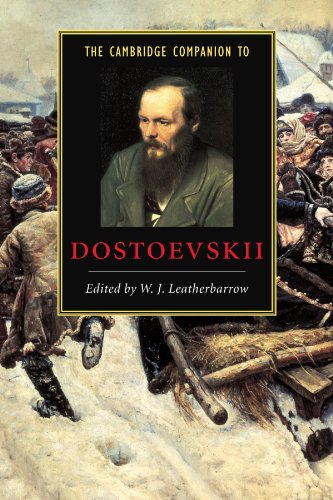 THE CAMBRIDGE COMPANION TO
DOSTOEVSKII
Edited by W. J. Leatherbarrow